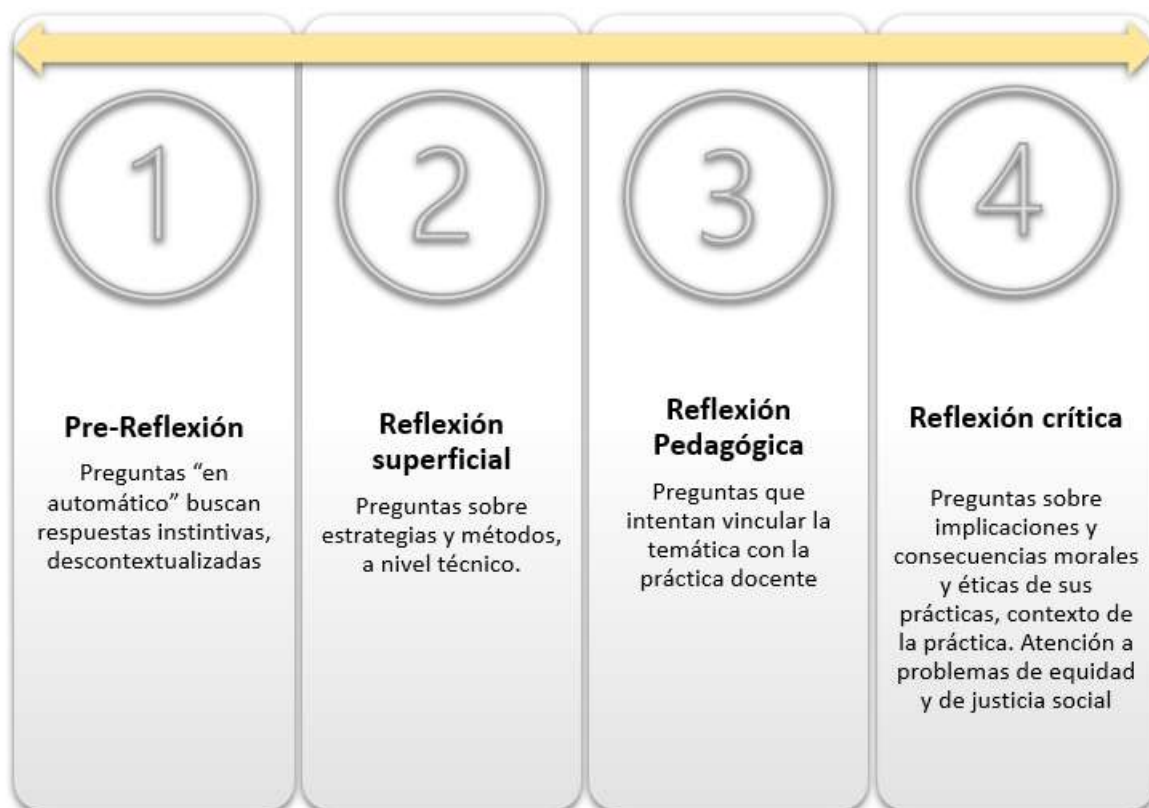 1
Pre-Reflexión
Preguntas “en
automático” buscan
respuestas instintivas,
descontextualizadas
2
Reflexión
superficial
Preguntas sobre
estrategias y métodos,
a nivel técnico.
3
Reflexión
Pedagógica
Preguntas que
intentan vincular la
temática con la
práctica docente
4
Reflexión crítica
Preguntas sobre
implicaciones y
consecuencias morales
y éticas de sus
prácticas, contexto de
la práctica. Atención a
problemas de equidad
y de justicia social